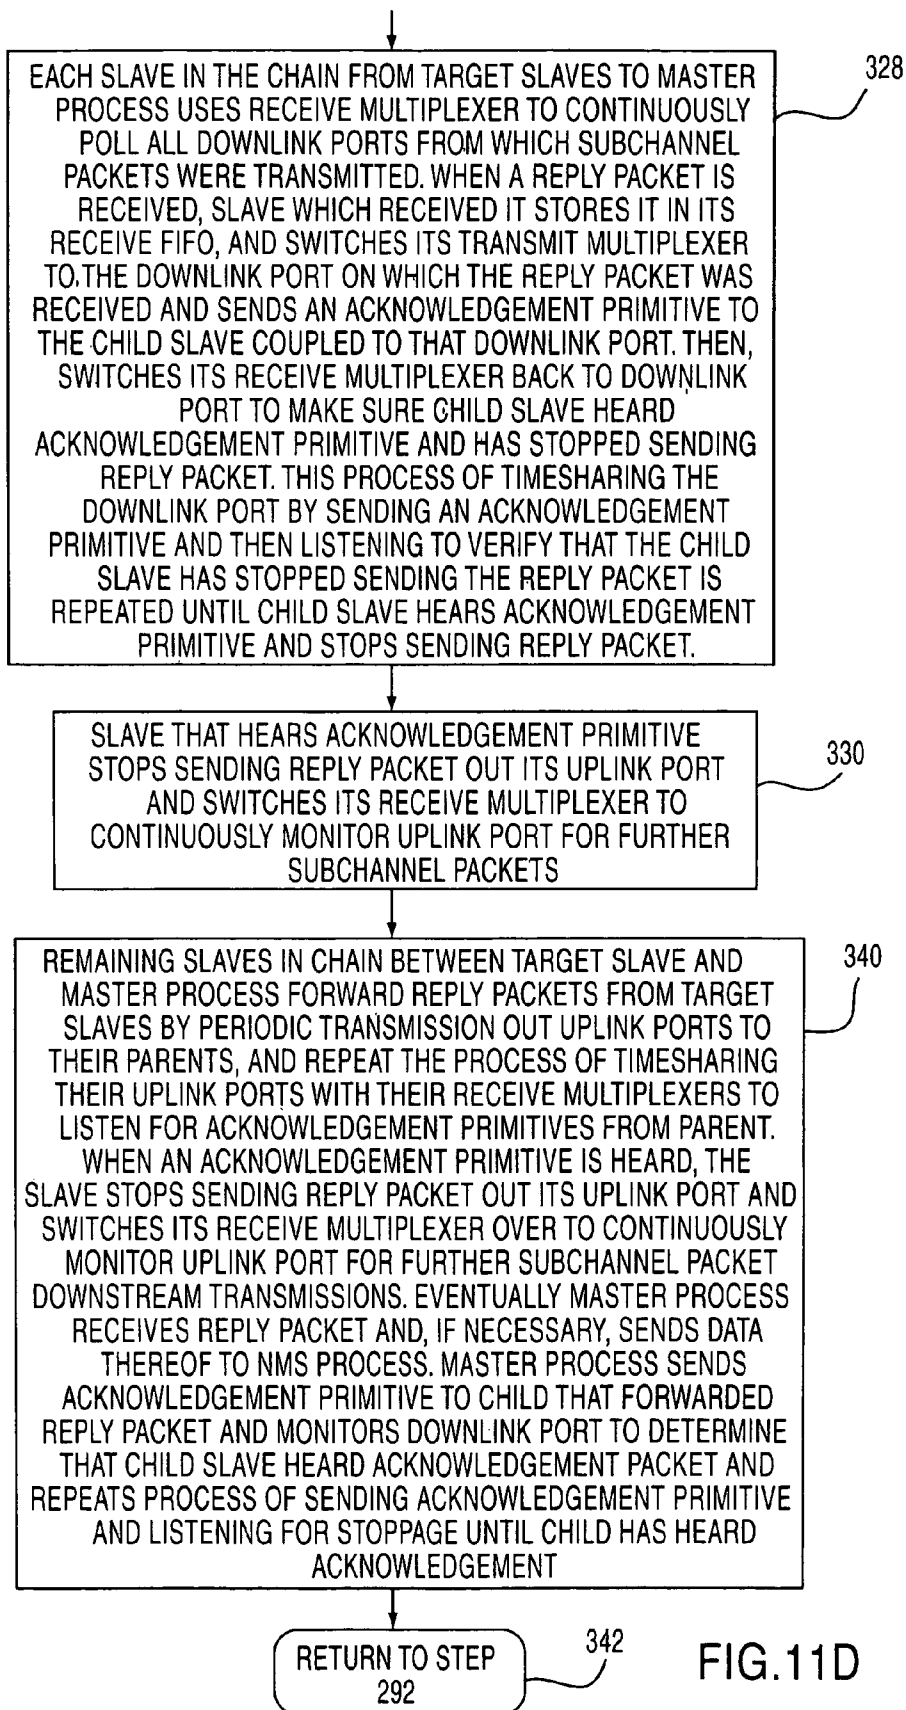 EACH SLAVE IN THE CHAIN FROM TARGET SLAVES TO MASTER
PROCESS USES RECEIVE MULTIPLEXER TO CONTINUOUSLY
POLL ALL DOWNLINK PORTS FROM WHICH SUBCHANNEL
PACKETS WERE TRANSMITTED. WHEN A REPLY PACKET IS
RECEIVED, SLAVE WHICH RECEIVED IT STORES IT IN ITS
RECEIVE FIFO, AND SWITCHES ITS TRANSMIT MULTIPLEXER
TO THE DOWNLINK PORT ON WHICH THE REPLY PACKET WAS
RECEIVED AND SENDS AN ACKNOWLEDGEMENT PRIMITIVE TO
THE CHILD SLAVE COUPLED TO THAT DOWNLINK PORT. THEN,
SWITCHES ITS RECEIVE MULTIPLEXER BACK TO DOWNLINK
PORT TO MAKE SURE CHILD SLAVE HEARD
ACKNOWLEDGEMENT PRIMITIVE AND HAS STOPPED SENDING
REPLY PACKET. THIS PROCESS OF TIMESHARING THE
DOWNLINK PORT BY SENDING AN ACKNOWLEDGEMENT
PRIMITIVE AND THEN LISTENING TO VERIFY THAT THE CHILD
SLAVE HAS STOPPED SENDING THE REPLY PACKET IS
REPEATED UNTIL CHILD SLAVE HEARS ACKNOWLEDGEMENT
PRIMITIVE AND STOPS SENDING REPLY PACKET.
328
SLAVE THAT HEARS ACKNOWLEDGEMENT PRIMITIVE
STOPS SENDING REPLY PACKET OUT ITS UPLINK PORT
AND SWITCHES ITS RECEIVE MULTIPLEXER TO
CONTINUOUSLY MONITOR UPLINK PORT FOR FURTHER
SUBCHANNEL PACKETS
330
REMAINING SLAVES IN CHAIN BETWEEN TARGET SLAVE AND
MASTER PROCESS FORWARD REPLY PACKETS FROM TARGET
SLAVES BY PERIODIC TRANSMISSION OUT UPLINK PORTS TO
THEIR PARENTS, AND REPEAT THE PROCESS OF TIMESHARING
THEIR UPLINK PORTS WITH THEIR RECEIVE MULTIPLEXERS TO
LISTEN FOR ACKNOWLEDGEMENT PRIMITIVES FROM PARENT.
WHEN AN ACKNOWLEDGEMENT PRIMITIVE IS HEARD, THE
SLAVE STOPS SENDING REPLY PACKET OUT ITS UPLINK PORT AND
SWITCHES ITS RECEIVE MULTIPLEXER OVER TO CONTINUOUSLY
MONITOR UPLINK PORT FOR FURTHER SUBCHANNEL PACKET
DOWNSTREAM TRANSMISSIONS. EVENTUALLY MASTER PROCESS
RECEIVES REPLY PACKET AND, IF NECESSARY, SENDS DATA
THEREOF TO NMS PROCESS. MASTER PROCESS SENDS
ACKNOWLEDGEMENT PRIMITIVE TO CHILD THAT FORWARDED
REPLY PACKET AND MONITORS DOWNLINK PORT TO DETERMINE
THAT CHILD SLAVE HEARD ACKNOWLEDGEMENT PACKET AND
REPEATS PROCESS OF SENDING ACKNOWLEDGEMENT PRIMITIVE
AND LISTENING FOR STOPPAGE UNTIL CHILD HAS HEARD
ACKNOWLEDGEMENT
340
RETURN TO STEP
292
342
FIG.11D